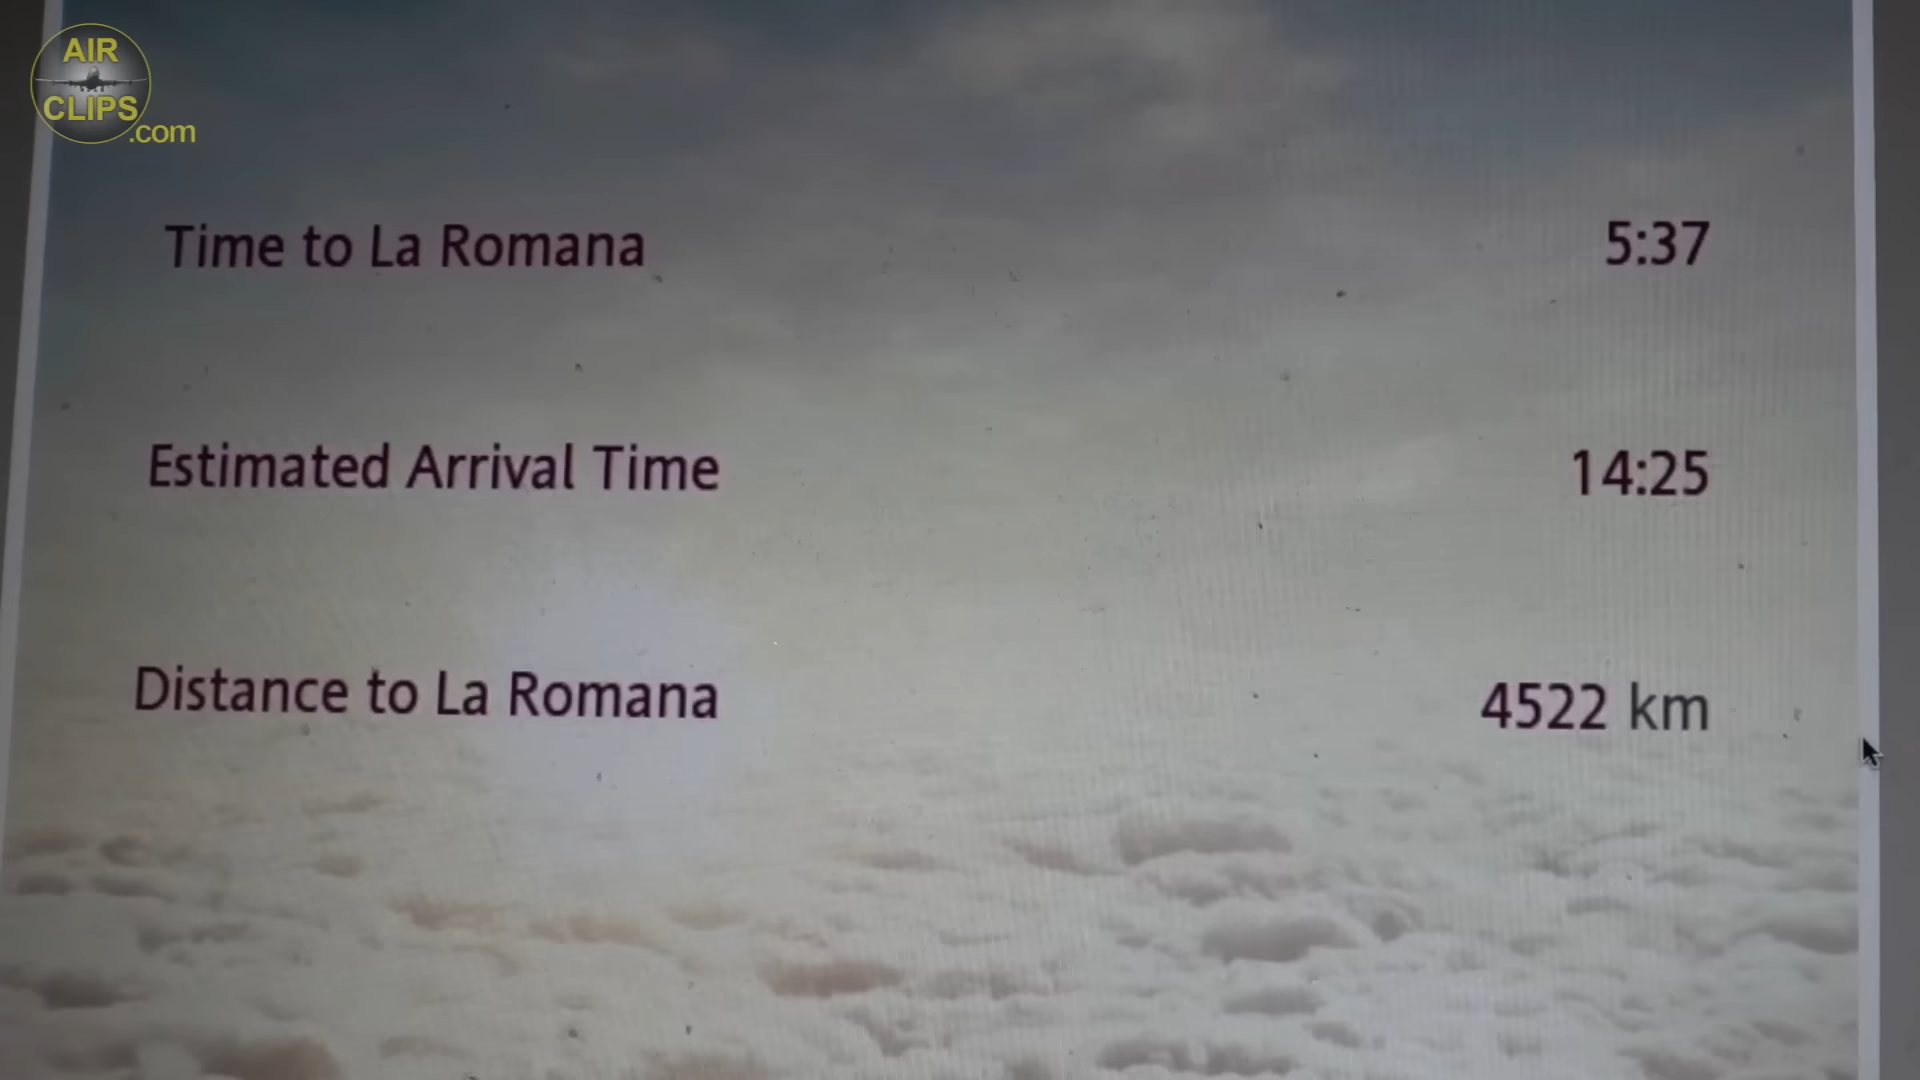 AIR
CLIPS
.com
Time to La Romana 5:37
Estimated Arrival Time 14:25
Distance to La Romana 4522 km